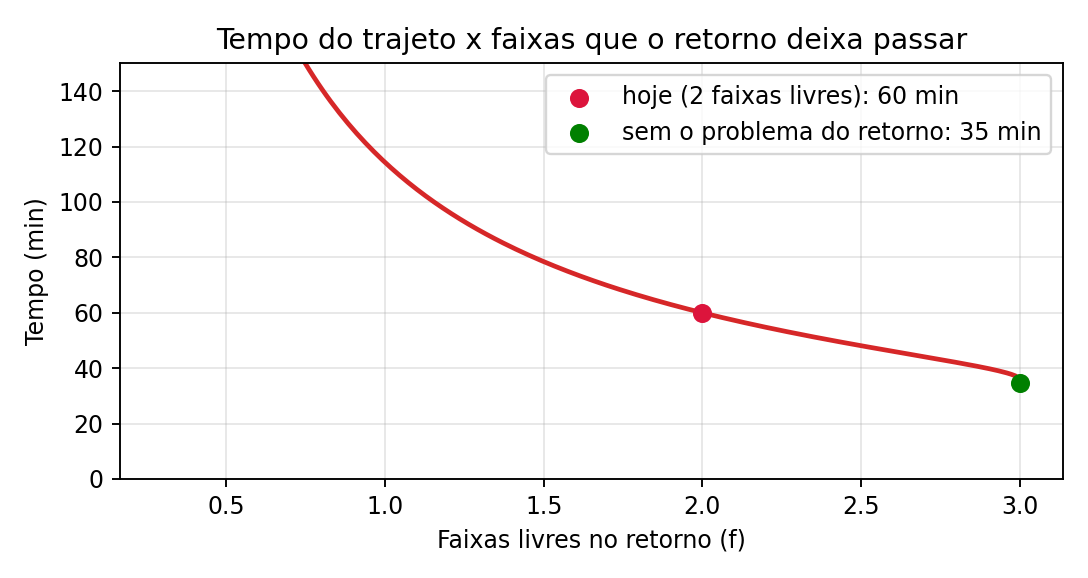 Tempo do trajeto x faixas que o retorno deixa passar
hoje (2 faixas livres): 60 min
sem o problema do retorno: 35 min
Tempo (min)
140
120
100
80
60
40
20
0
0.5 1.0 1.5 2.0 2.5 3.0
Faixas livres no retorno (f)